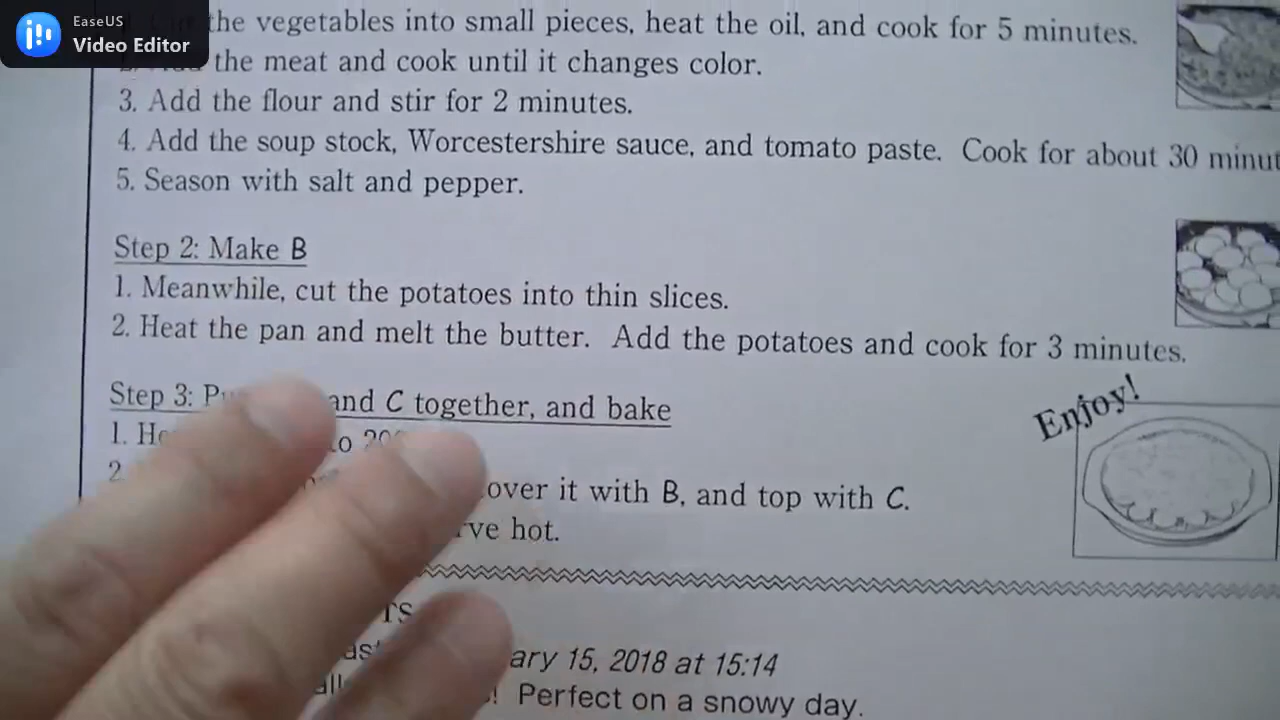 EaseUS
Video Editor
the vegetables into small pieces, heat the oil, and cook for 5 minutes.
the meat and cook until it changes color.
3. Add the flour and stir for 2 minutes.
4. Add the soup stock, Worcestershire sauce, and tomato paste. Cook for about 30
5. Season with salt and pepper.
Step 2: Make B
1. Meanwhile, cut the potatoes into thin slices.
2. Heat the pan and melt the butter. Add the potatoes and cook for 3 minutes.
Step 3: and C together, and bake
Enjoy!
1.
2 it with B, and top with C.
hot.
15, 2018 at 15:14
Perfect on a snowy day.